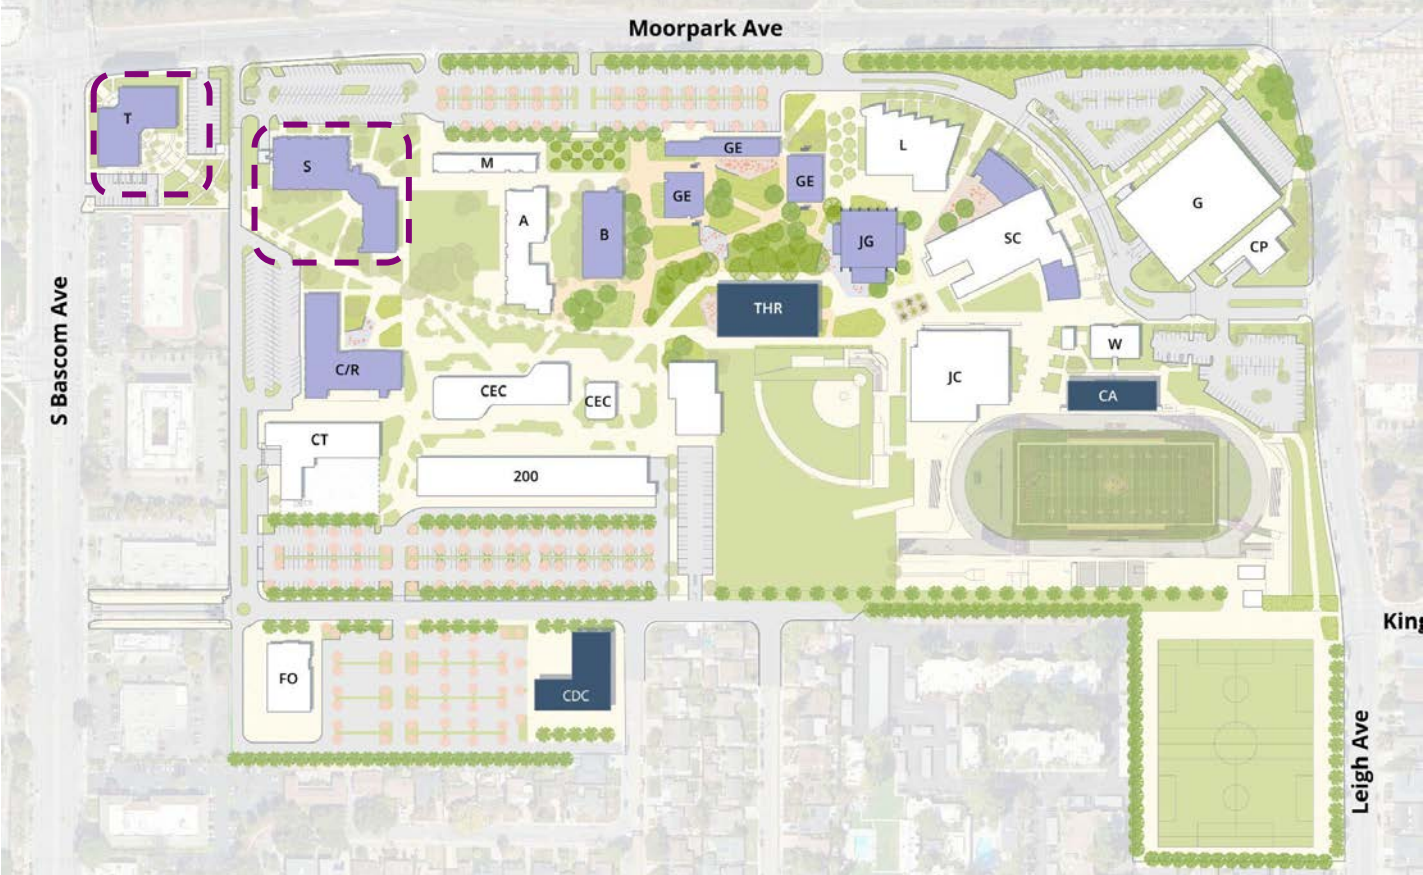 Moorpark Ave
T
S
M
GE
L
GE
GE
G
A
B
JG
SC
CP
S Bascom Ave
THR
W
C/R
JC
CEC
CEC
CA
CT
200
King
FO
CDC
Leigh Ave